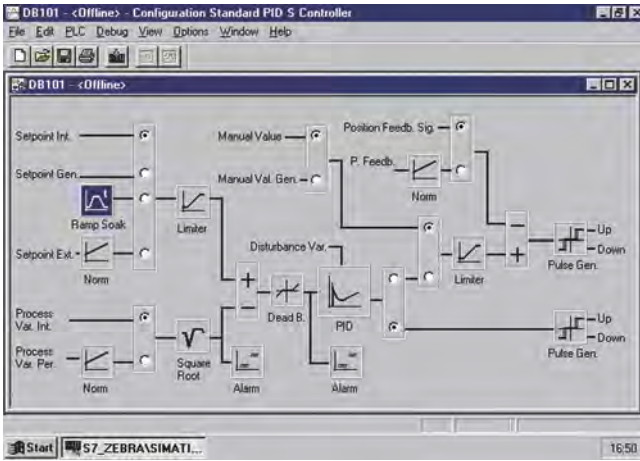 DB101 - <Offline> - Configuration Standard PID S Controller
File Edit PLC Debug View Options Window Help
DB101 - <Offline>
Setpoint Int.
Manual Value
Position Feedb. Sig.
P. Feedb.
Setpoint Gen.
Manual Val. Gen.
Norm
Ramp Soak
Limiter
Up
Down
Disturbance Var.
Setpoint Ext.
Limiter
Pulse Gen.
Norm
Process
Var. Int.
Dead B.
PID
Up
Down
Process
Var. Per.
Square
Root
Pulse Gen.
Norm
Alarm
Alarm
Start
S7_ZEBRA\SIMATI...
16:50